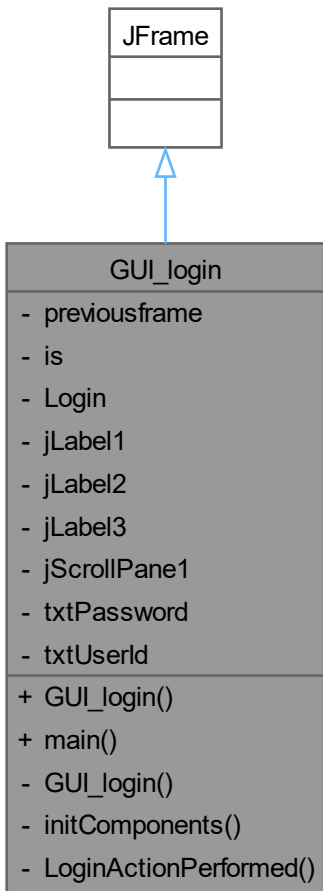 JFrame
GUI_login
- previousframe
- is
- Login
- jLabel1
- jLabel2
- jLabel3
- jScrollPane1
- txtPassword
- txtUserId
+ GUI_login()
+ main()
- GUI_login()
- initComponents()
- LoginActionPerformed()